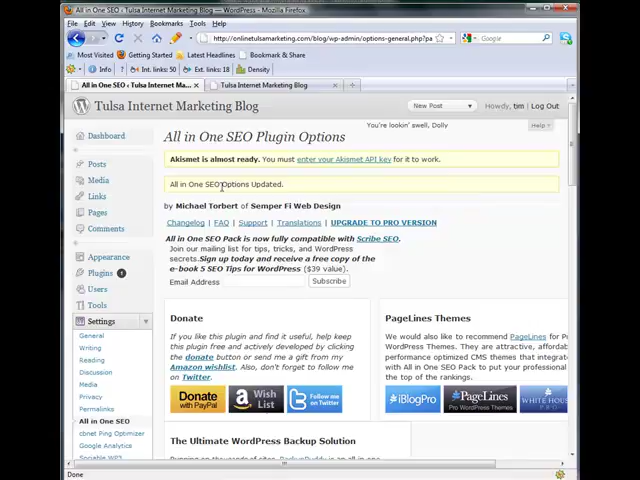 All in One SEO ‹ Tulsa Internet Marketing Blog — WordPress - Mozilla Firefox
File Edit View History Bookmarks Tools Help
http://onlinetulsamarketing.com/blog/wp-admin/options-general.php?pa
Google
Most Visited Getting Started Latest Headlines Bookmark & Share
Info Int. links: 50 Ext. links: 18 Density
All in One SEO ‹ Tulsa Internet Ma... Tulsa Internet Marketing Blog
Tulsa Internet Marketing Blog New Post Howdy, tim | Log Out
You're lookin' swell, Dolly Help
Dashboard
Posts
Media
Links
Pages
Comments
Appearance
Plugins 1
Users
Tools
Settings
General
Writing
Reading
Discussion
Media
Privacy
Permalinks
All in One SEO
cbnet Ping Optimizer
Google Analytics
Sociable WP3
All in One SEO Plugin Options
Akismet is almost ready. You must enter your Akismet API key for it to work.
All in One SEO Options Updated.
by Michael Torbert of Semper Fi Web Design
Changelog | FAQ | Support | Translations | UPGRADE TO PRO VERSION
All in One SEO Pack is now fully compatible with Scribe SEO.
Join our mailing list for tips, tricks, and WordPress
secrets. Sign up today and receive a free copy of the
e-book 5 SEO Tips for WordPress ($39 value).
Email Address Subscribe
Donate
If you like this plugin and find it useful, help keep
this plugin free and actively developed by clicking
the donate button or send me a gift from my
Amazon wishlist. Also, don't forget to follow me
on Twitter.
Donate with PayPal
Wish List
Follow me on Twitter
PageLines Themes
We would also like to recommend PageLines for P
WordPress Themes. They are attractive, affordab
performance optimized CMS themes that integrat
with All in One SEO Pack to put your professional
the top of the rankings.
iBlogPro
PageLines
Pro WordPress Themes
WHITE HOUSE
PRO
The Ultimate WordPress Backup Solution
Done